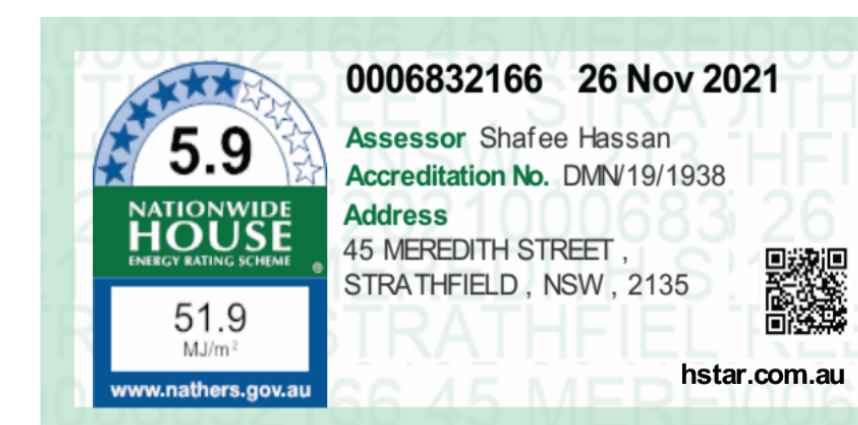 0006832166 26 Nov 2021
5.9
Assessor Shafee Hassan
Accreditation No. DMN/19/1938
Address
45 MEREDITH STREET ,
STRATHFIELD , NSW , 2135
NATIONWIDE
HOUSE
ENERGY RATING SCHEME ®
51.9
MJ/m²
www.nathers.gov.au
hstar.com.au